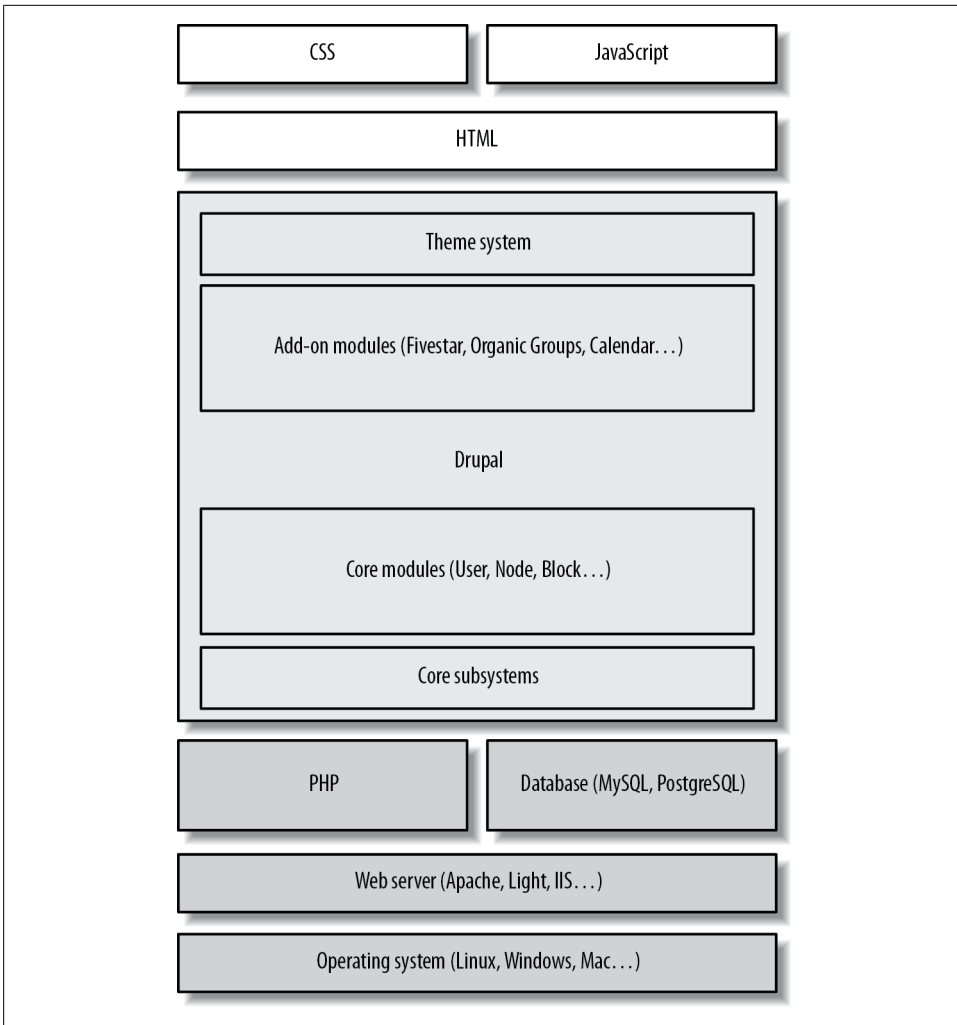 CSS
JavaScript
HTML
Theme system
Add-on modules (Fivestar, Organic Groups, Calendar...)
Drupal
Core modules (User, Node, Block...)
Core subsystems
PHP
Database (MySQL, PostgreSQL)
Web server (Apache, Light, IIS...)
Operating system (Linux, Windows, Mac...)